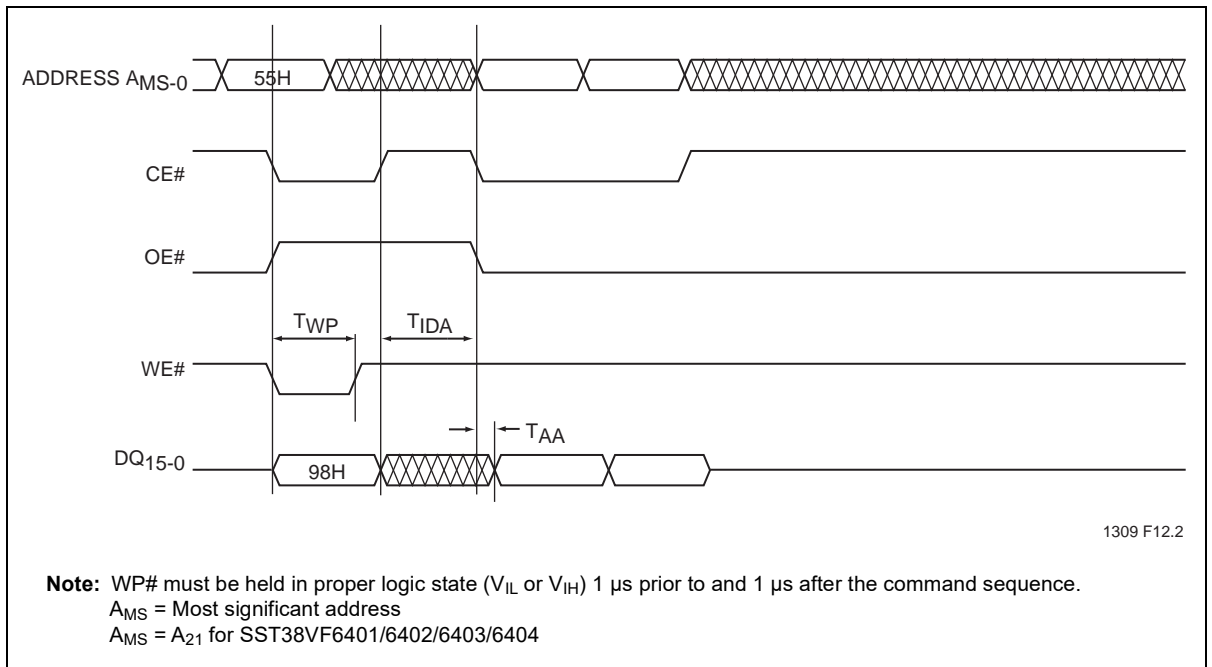 ADDRESS AMS-0
55H
CE#
OE#
TWP
TIDA
WE#
TAA
DQ15-0
98H
1309 F12.2
Note: WP# must be held in proper logic state (VIL or VIH) 1 µs prior to and 1 µs after the command sequence.
AMS = Most significant address
AMS = A21 for SST38VF6401/6402/6403/6404